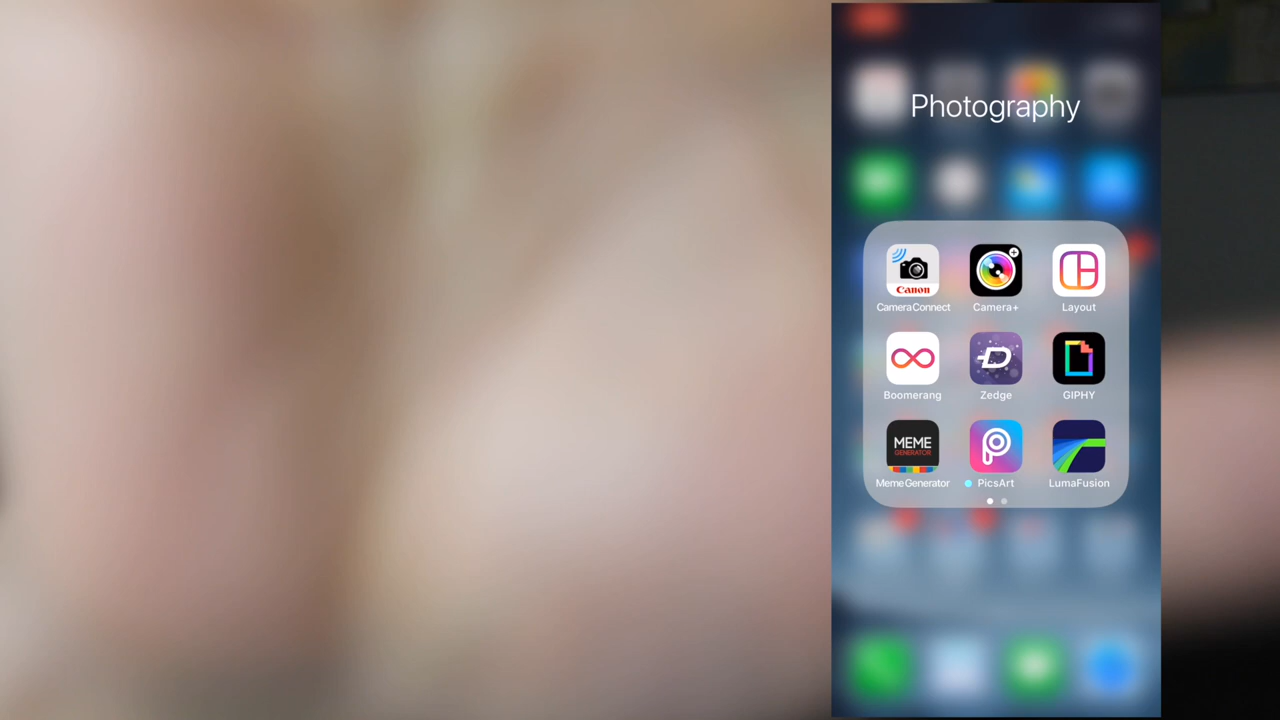 Photography
Canon
CameraConnect
Camera+
Layout
Boomerang
Zedge
GIPHY
MEME
GENERATOR
MemeGenerator
PicsArt
LumaFusion